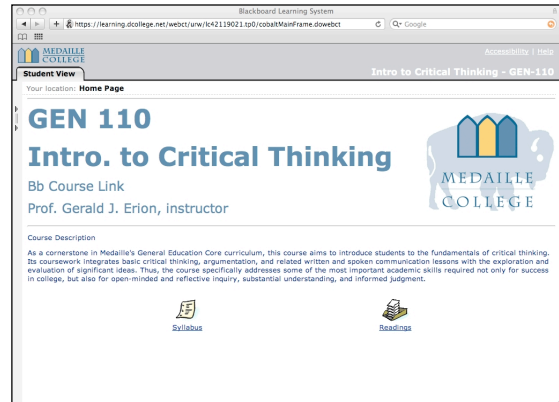 Blackboard Learning System
https://learning.dcollege.net/webct/urw/lc42119021.tp0/cobaltMainFrame.dowebct
Google
MEDAILLE
COLLEGE
Accessibility | Help
Student View
Intro to Critical Thinking - GEN-110
Your location: Home Page
GEN 110
Intro. to Critical Thinking
Bb Course Link
Prof. Gerald J. Erion, instructor
MEDAILLE
COLLEGE
Course Description
As a cornerstone in Medaille's General Education Core curriculum, this course aims to introduce students to the fundamentals of critical thinking.
Its coursework integrates basic critical thinking, argumentation, and related written and spoken communication lessons with the exploration and
evaluation of significant ideas. Thus, the course specifically addresses some of the most important academic skills required not only for success
in college, but also for open-minded and reflective inquiry, substantial understanding, and informed judgment.
Syllabus
Readings